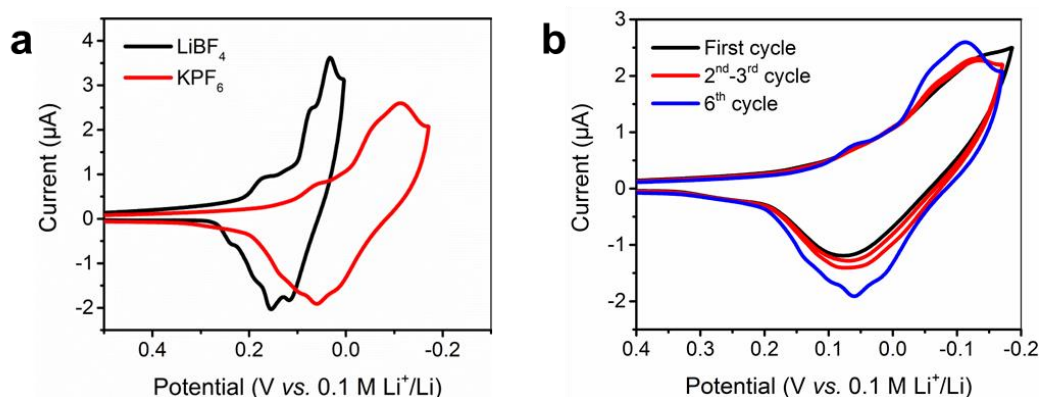 a
LiBF₄
KPF₆
4
3
2
1
0
-1
-2
0.4 0.2 0.0 -0.2
Current (µA)
Potential (V vs. 0.1 M Li⁺/Li)
b
First cycle
2ⁿᵈ-3ʳᵈ cycle
6ᵗʰ cycle
3
2
1
0
-1
-2
0.4 0.3 0.2 0.1 0.0 -0.1 -0.2
Current (µA)
Potential (V vs. 0.1 M Li⁺/Li)